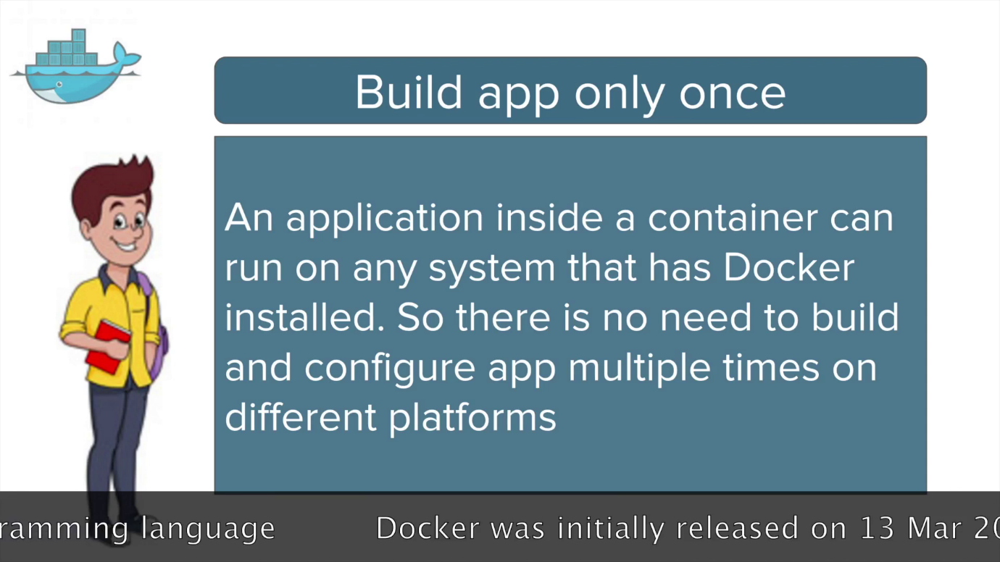 Build app only once
An application inside a container can
run on any system that has Docker
installed. So there is no need to build
and configure app multiple times on
different platforms
language Docker was initially released on 13 Mar